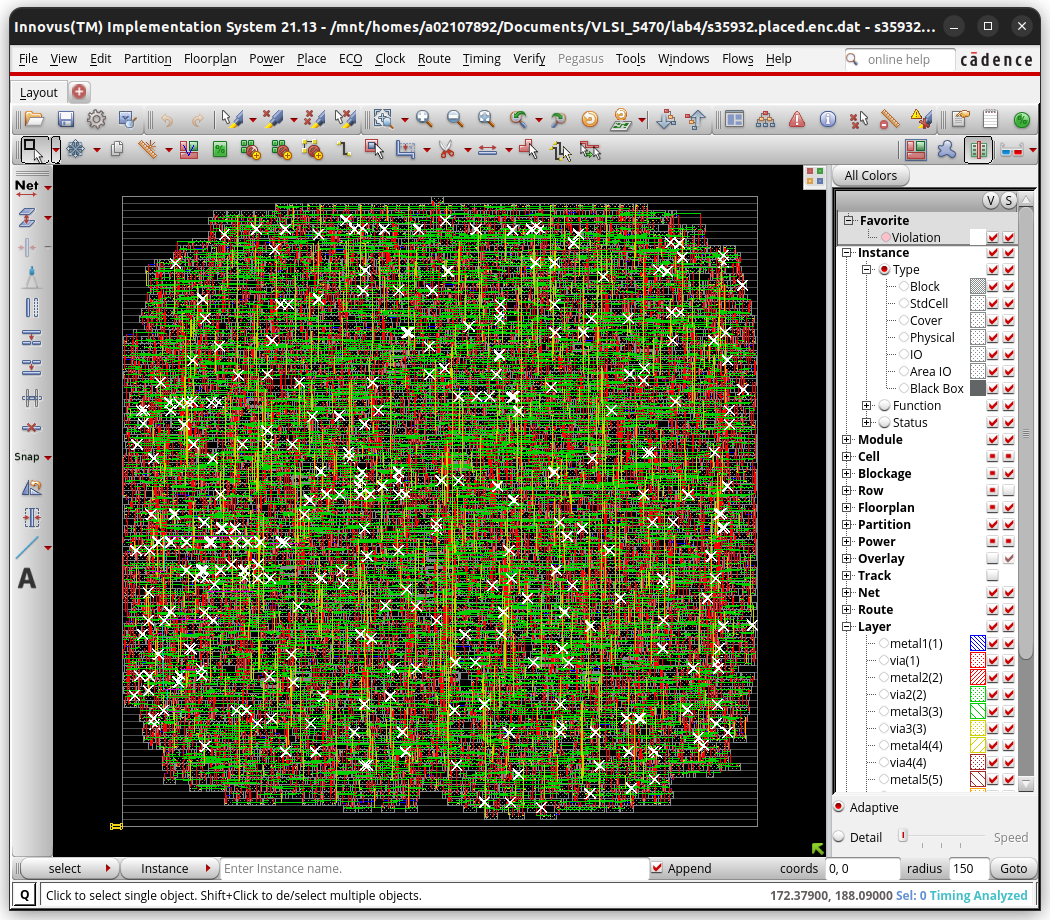 Innovus(TM) Implementation System 21.13 - /mnt/homes/a02107892/Documents/VLSI_5470/lab4/s35932.placed.enc.dat - s35932...
File View Edit Partition Floorplan Power Place ECO Clock Route Timing Verify Pegasus Tools Windows Flows Help online help cādence
Layout
All Colors
Net
V S
Favorite
Violation
Instance
Type
Block
StdCell
Cover
Physical
IO
Area IO
Black Box
Function
Status
Module
Cell
Blockage
Snap
Row
Floorplan
Partition
Power
Overlay
A
Track
Net
Route
Layer
metal1(1)
via(1)
metal2(2)
via2(2)
metal3(3)
via3(3)
metal4(4)
via4(4)
metal5(5)
Adaptive
Detail Speed
select Instance Enter Instance name. Append coords 0, 0 radius 150 Goto
Q Click to select single object. Shift+Click to de/select multiple objects. 172.37900, 188.09000 Sel: 0 Timing Analyzed